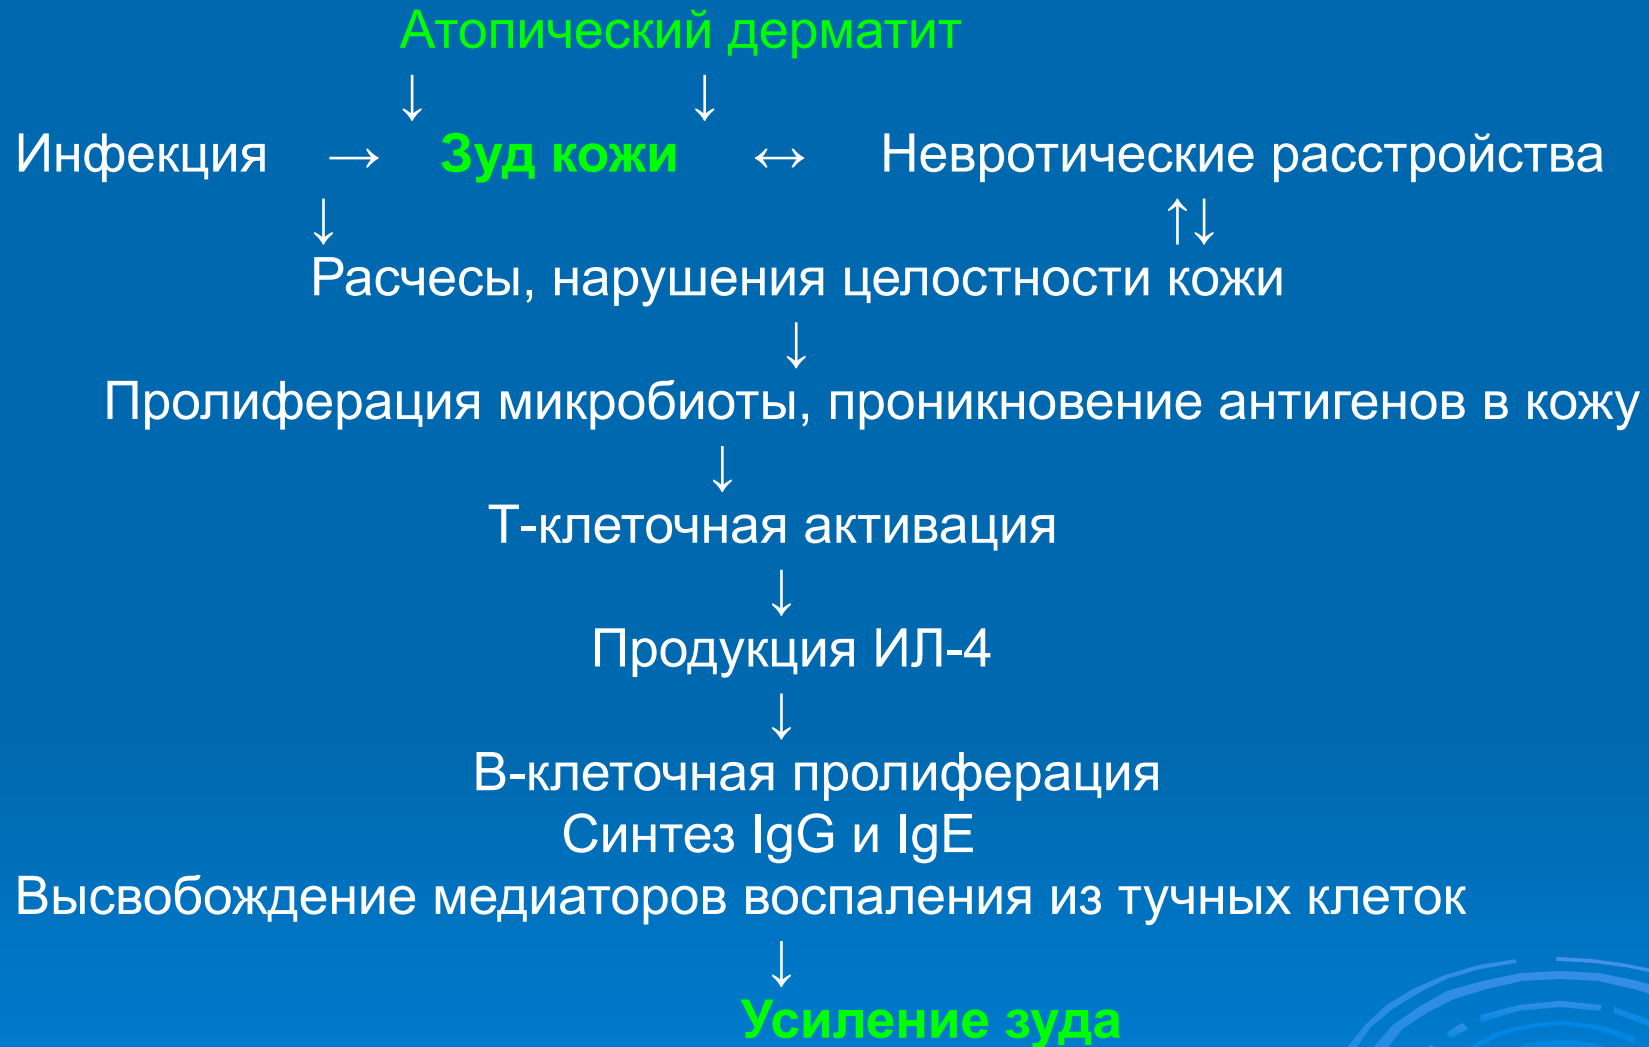 Атопический дерматит
↓ ↓
Инфекция → Зуд кожи ↔ Невротические расстройства
↓ ↑↓
Расчесы, нарушения целостности кожи
↓
Пролиферация микробиоты, проникновение антигенов в кожу
↓
Т-клеточная активация
↓
Продукция ИЛ-4
↓
В-клеточная пролиферация
Синтез IgG и IgE
Высвобождение медиаторов воспаления из тучных клеток
↓
Усиление зуда